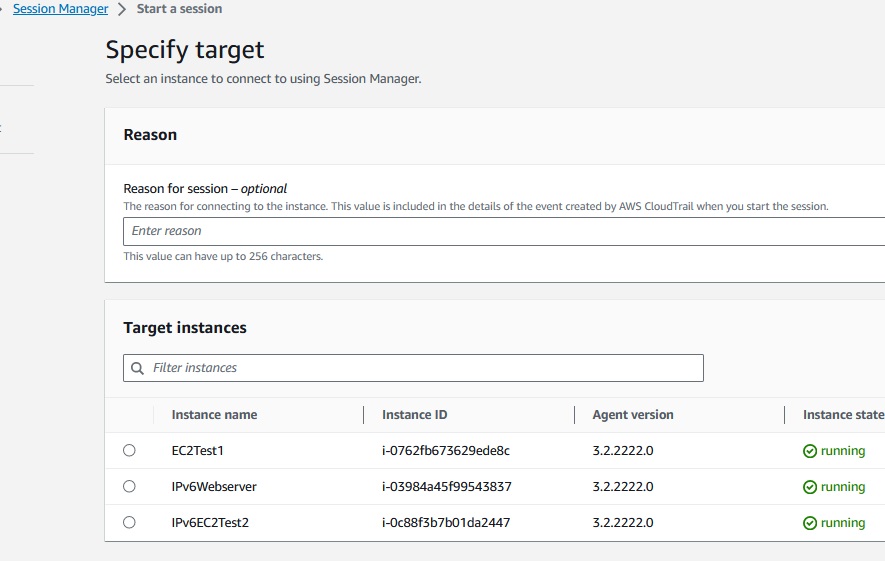 Session Manager > Start a session
Specify target
Select an instance to connect to using Session Manager.
Reason
Reason for session – optional
The reason for connecting to the instance. This value is included in the details of the event created by AWS CloudTrail when you start the session.
Enter reason
This value can have up to 256 characters.
Target instances
Filter instances
Instance name Instance ID Agent version Instance state
EC2Test1 i-0762fb673629ede8c 3.2.2222.0 running
IPv6Webserver i-03984a45f99543837 3.2.2222.0 running
IPv6EC2Test2 i-0c88f3b7b01da2447 3.2.2222.0 running